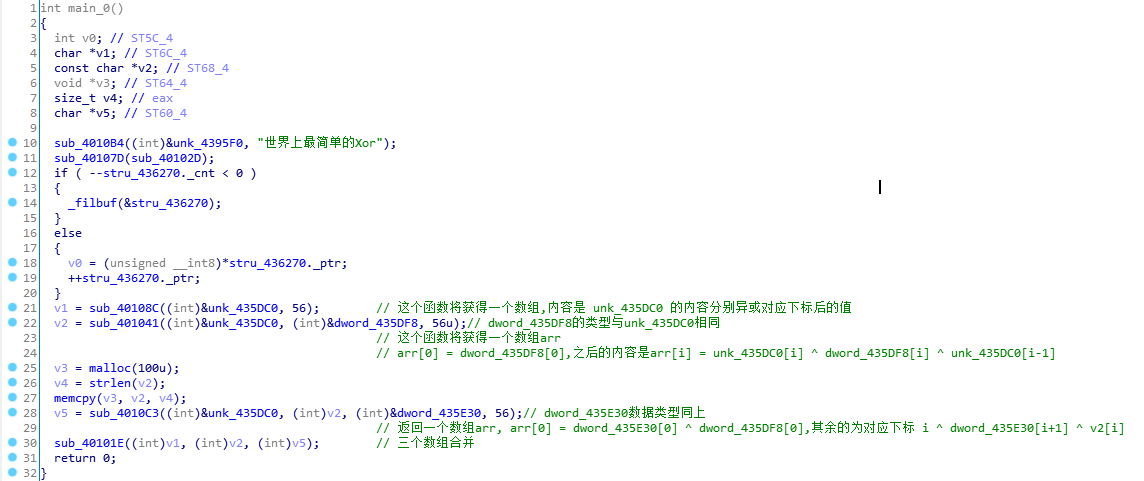 1 int main_0()
2 {
3 int v0; // ST5C_4
4 char *v1; // ST6C_4
5 const char *v2; // ST68_4
6 void *v3; // ST64_4
7 size_t v4; // eax
8 char *v5; // ST60_4
9
10 sub_4010B4((int)&unk_4395F0, "世界上最简单的Xor");
11 sub_40107D(sub_40102D);
12 if ( --stru_436270._cnt < 0 )
13 {
14 _filbuf(&stru_436270);
15 }
16 else
17 {
18 v0 = (unsigned __int8)*stru_436270._ptr;
19 ++stru_436270._ptr;
20 }
21 v1 = sub_40108C((int)&unk_435DC0, 56); // 这个函数将获得一个数组,内容是 unk_435DC0 的内容分别异或对应下标后的值
22 v2 = sub_401041((int)&unk_435DC0, (int)&dword_435DF8, 56u);// dword_435DF8的类型与unk_435DC0相同
23 // 这个函数将获得一个数组arr
24 // arr[0] = dword_435DF8[0],之后的内容是arr[i] = unk_435DC0[i] ^ dword_435DF8[i] ^ unk_435DC0[i-1]
25 v3 = malloc(100u);
26 v4 = strlen(v2);
27 memcpy(v3, v2, v4);
28 v5 = sub_4010C3((int)&unk_435DC0, (int)v2, (int)&dword_435E30, 56);// dword_435E30数据类型同上
29 // 返回一个数组arr, arr[0] = dword_435E30[0] ^ dword_435DF8[0],其余的为对应下标 i ^ dword_435E30[i+1] ^ v2[i]
30 sub_40101E((int)v1, (int)v2, (int)v5); // 三个数组合并
31 return 0;
32 }